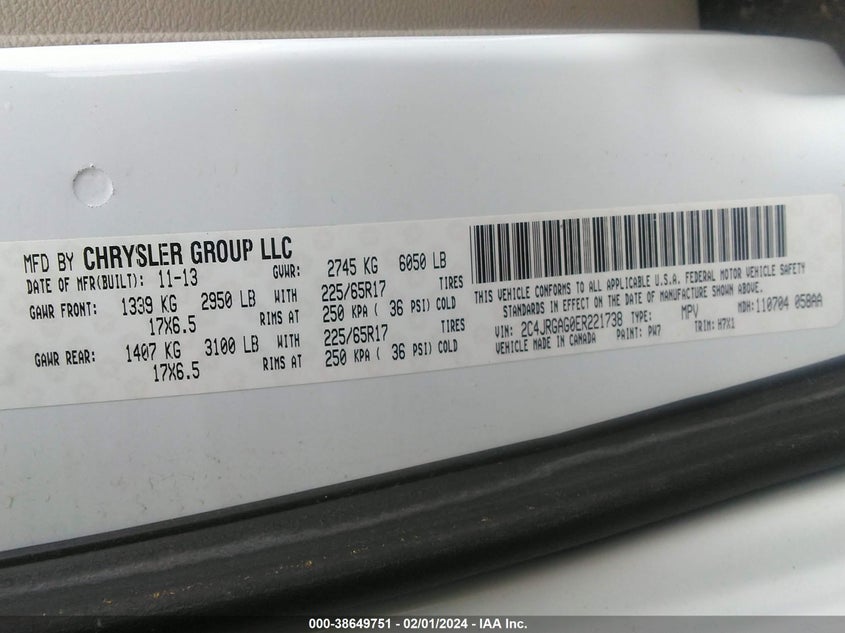 MFD BY CHRYSLER GROUP LLC
DATE OF MFR(BUILT): 11-13 GVWR: 2745 KG 6050 LB
GAWR FRONT: 1339 KG 2950 LB WITH 225/65R17 TIRES
17X6.5 RIMS AT 250 KPA ( 36 PSI) COLD
GAWR REAR: 1407 KG 3100 LB WITH 225/65R17 TIRES
17X6.5 RIMS AT 250 KPA ( 36 PSI) COLD
THIS VEHICLE CONFORMS TO ALL APPLICABLE U.S.A. FEDERAL MOTOR VEHICLE SAFETY
STANDARDS IN EFFECT ON THE DATE OF MANUFACTURE SHOWN ABOVE.
VIN: 2C4JRGAG0ER221738 TYPE: MPV MDH: 110704 058AA
VEHICLE MADE IN CANADA PAINT: PW7 TRIM: H7X1
000-38649751 - 02/01/2024 - IAA Inc.